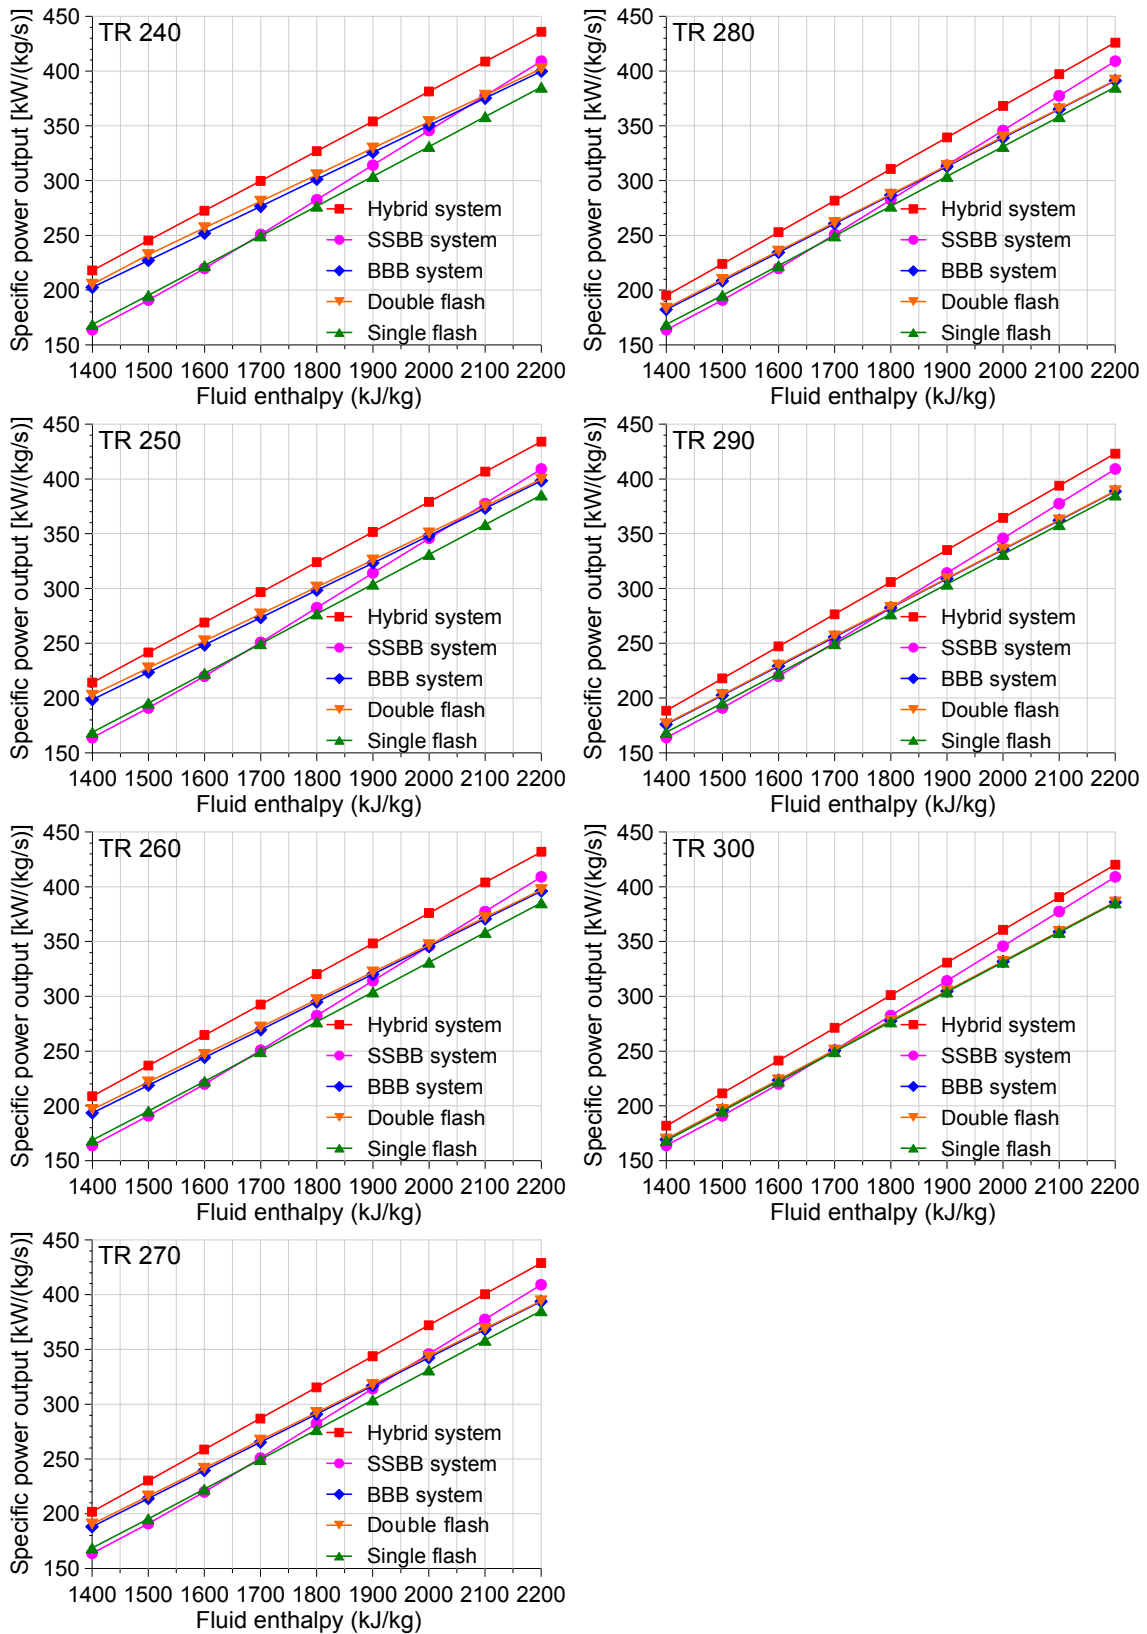 TR 240
Specific power output [kW/(kg/s)]
450
400
350
300
250
200
150
Hybrid system
SSBB system
BBB system
Double flash
Single flash
1400 1500 1600 1700 1800 1900 2000 2100 2200
Fluid enthalpy (kJ/kg)
TR 280
Specific power output [kW/(kg/s)]
450
400
350
300
250
200
150
Hybrid system
SSBB system
BBB system
Double flash
Single flash
1400 1500 1600 1700 1800 1900 2000 2100 2200
Fluid enthalpy (kJ/kg)
TR 250
Specific power output [kW/(kg/s)]
450
400
350
300
250
200
150
Hybrid system
SSBB system
BBB system
Double flash
Single flash
1400 1500 1600 1700 1800 1900 2000 2100 2200
Fluid enthalpy (kJ/kg)
TR 290
Specific power output [kW/(kg/s)]
450
400
350
300
250
200
150
Hybrid system
SSBB system
BBB system
Double flash
Single flash
1400 1500 1600 1700 1800 1900 2000 2100 2200
Fluid enthalpy (kJ/kg)
TR 260
Specific power output [kW/(kg/s)]
450
400
350
300
250
200
150
Hybrid system
SSBB system
BBB system
Double flash
Single flash
1400 1500 1600 1700 1800 1900 2000 2100 2200
Fluid enthalpy (kJ/kg)
TR 300
Specific power output [kW/(kg/s)]
450
400
350
300
250
200
150
Hybrid system
SSBB system
BBB system
Double flash
Single flash
1400 1500 1600 1700 1800 1900 2000 2100 2200
Fluid enthalpy (kJ/kg)
TR 270
Specific power output [kW/(kg/s)]
450
400
350
300
250
200
150
Hybrid system
SSBB system
BBB system
Double flash
Single flash
1400 1500 1600 1700 1800 1900 2000 2100 2200
Fluid enthalpy (kJ/kg)